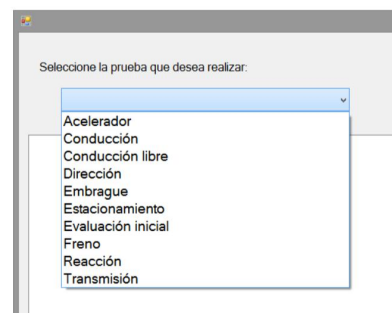 Seleccione la prueba que desea realizar:
Acelerador
Conducción
Conducción libre
Dirección
Embrague
Estacionamiento
Evaluación inicial
Freno
Reacción
Transmisión